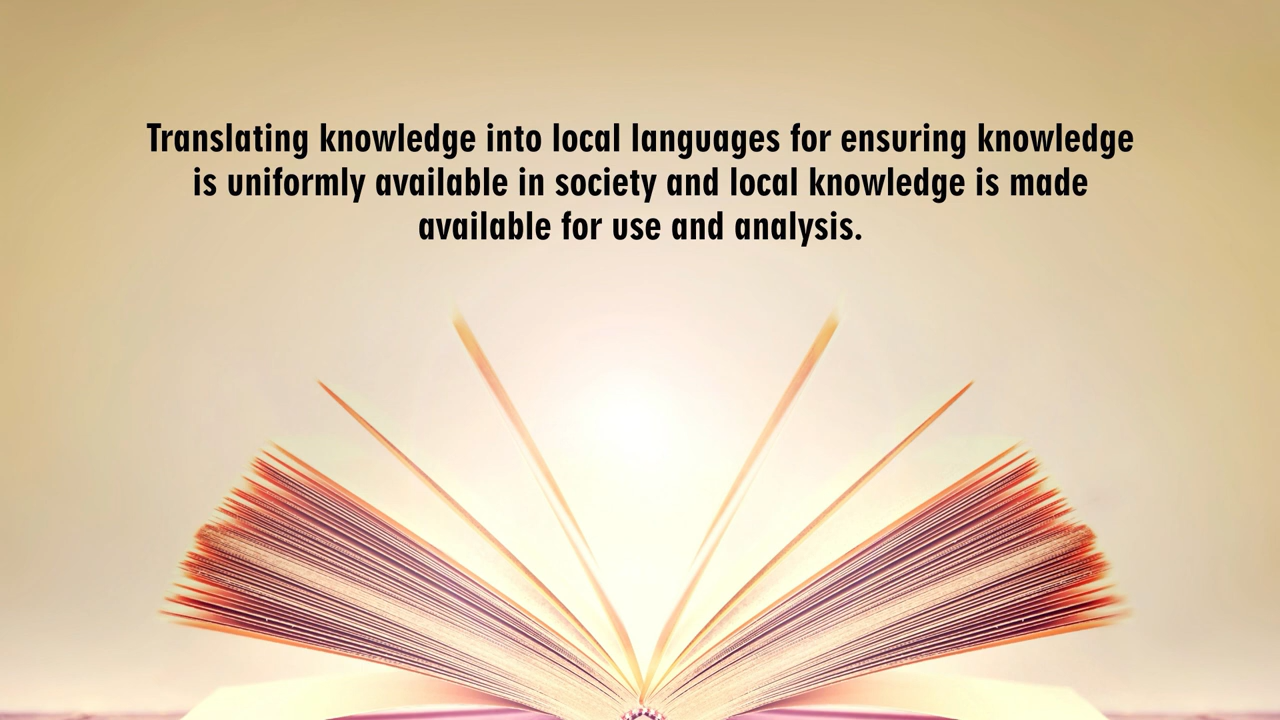 Translating knowledge into local languages for ensuring knowledge
is uniformly available in society and local knowledge is made
available for use and analysis.